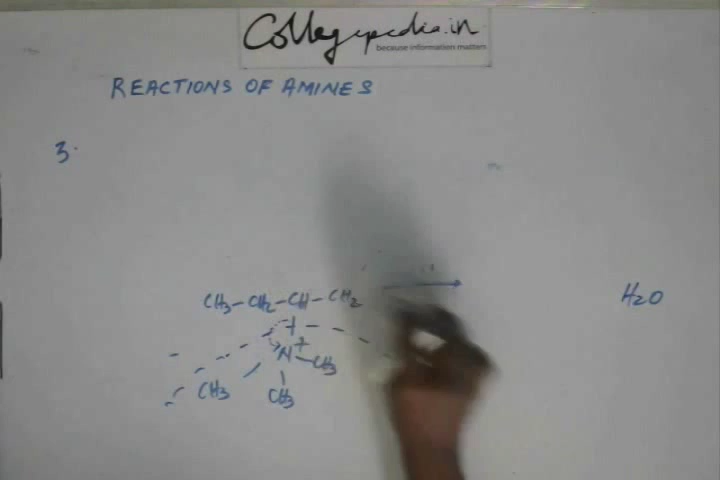 Collegepedia.in
because information matters
REACTIONS OF AMINES
3.
CH3-CH2-CH-CH2
H2O
N+-CH3
CH3 CH3